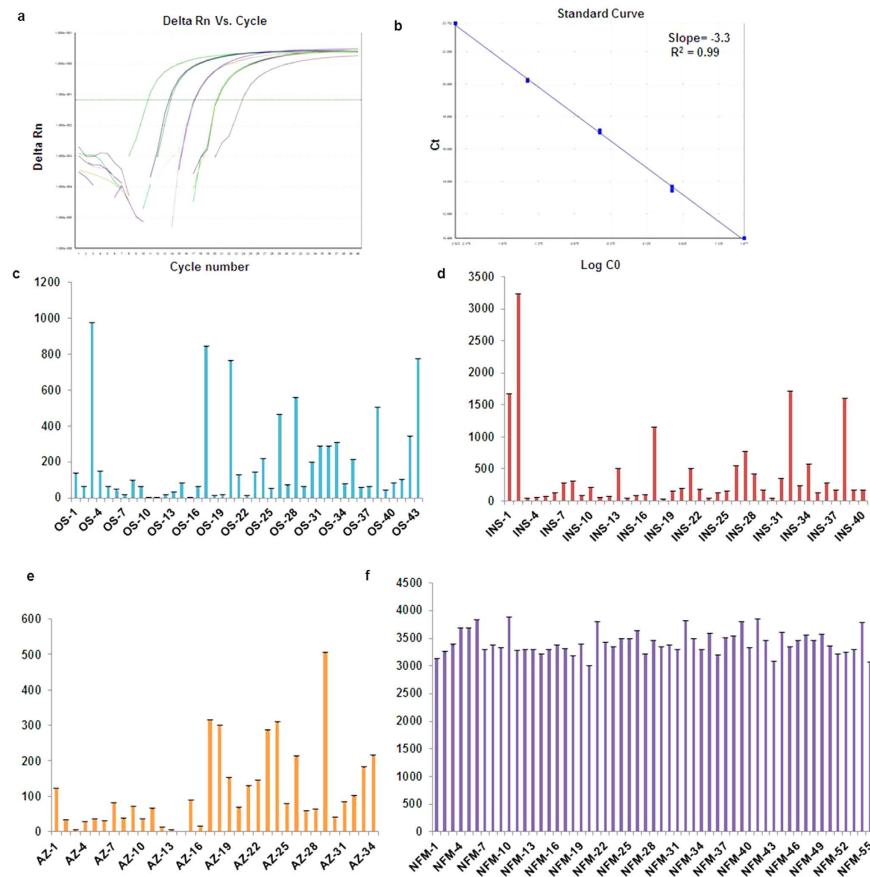 a
Delta Rn Vs. Cycle
Delta Rn
Cycle number
b
Standard Curve
Slope= -3.3
R² = 0.99
Ct
Log C0
c
1200
1000
800
600
400
200
0
OS-1 OS-4 OS-7 OS-10 OS-13 OS-16 OS-19 OS-22 OS-25 OS-28 OS-31 OS-34 OS-37 OS-40 OS-43
d
3500
3000
2500
2000
1500
1000
500
0
INS-1 INS-4 INS-7 INS-10 INS-13 INS-16 INS-19 INS-22 INS-25 INS-28 INS-31 INS-34 INS-37 INS-40
e
600
500
400
300
200
100
0
AZ-1 AZ-4 AZ-7 AZ-10 AZ-13 AZ-16 AZ-19 AZ-22 AZ-25 AZ-28 AZ-31 AZ-34
f
4500
4000
3500
3000
2500
2000
1500
1000
500
0
NFM-1 NFM-4 NFM-7 NFM-10 NFM-13 NFM-16 NFM-19 NFM-22 NFM-25 NFM-28 NFM-31 NFM-34 NFM-37 NFM-40 NFM-43 NFM-46 NFM-49 NFM-52 NFM-55